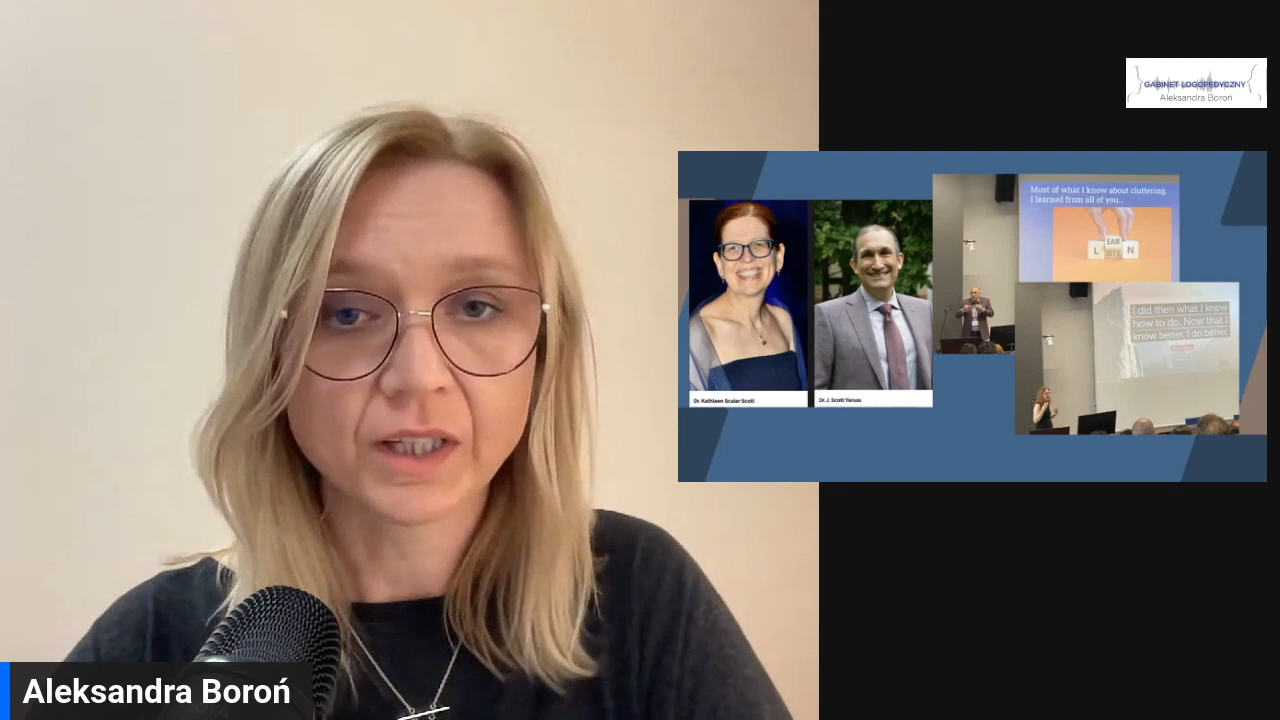 GABINET LOGOPEDYCZNY
Aleksandra Boroń
Most of what I know about cluttering,
I learned from all of you...
EAR
L N
ISTE
I did then what I knew
how to do. Now that I
know better, I do better.
Dr. Kathleen Scaler Scott
Dr. J. Scott Yaruss
Aleksandra Boroń